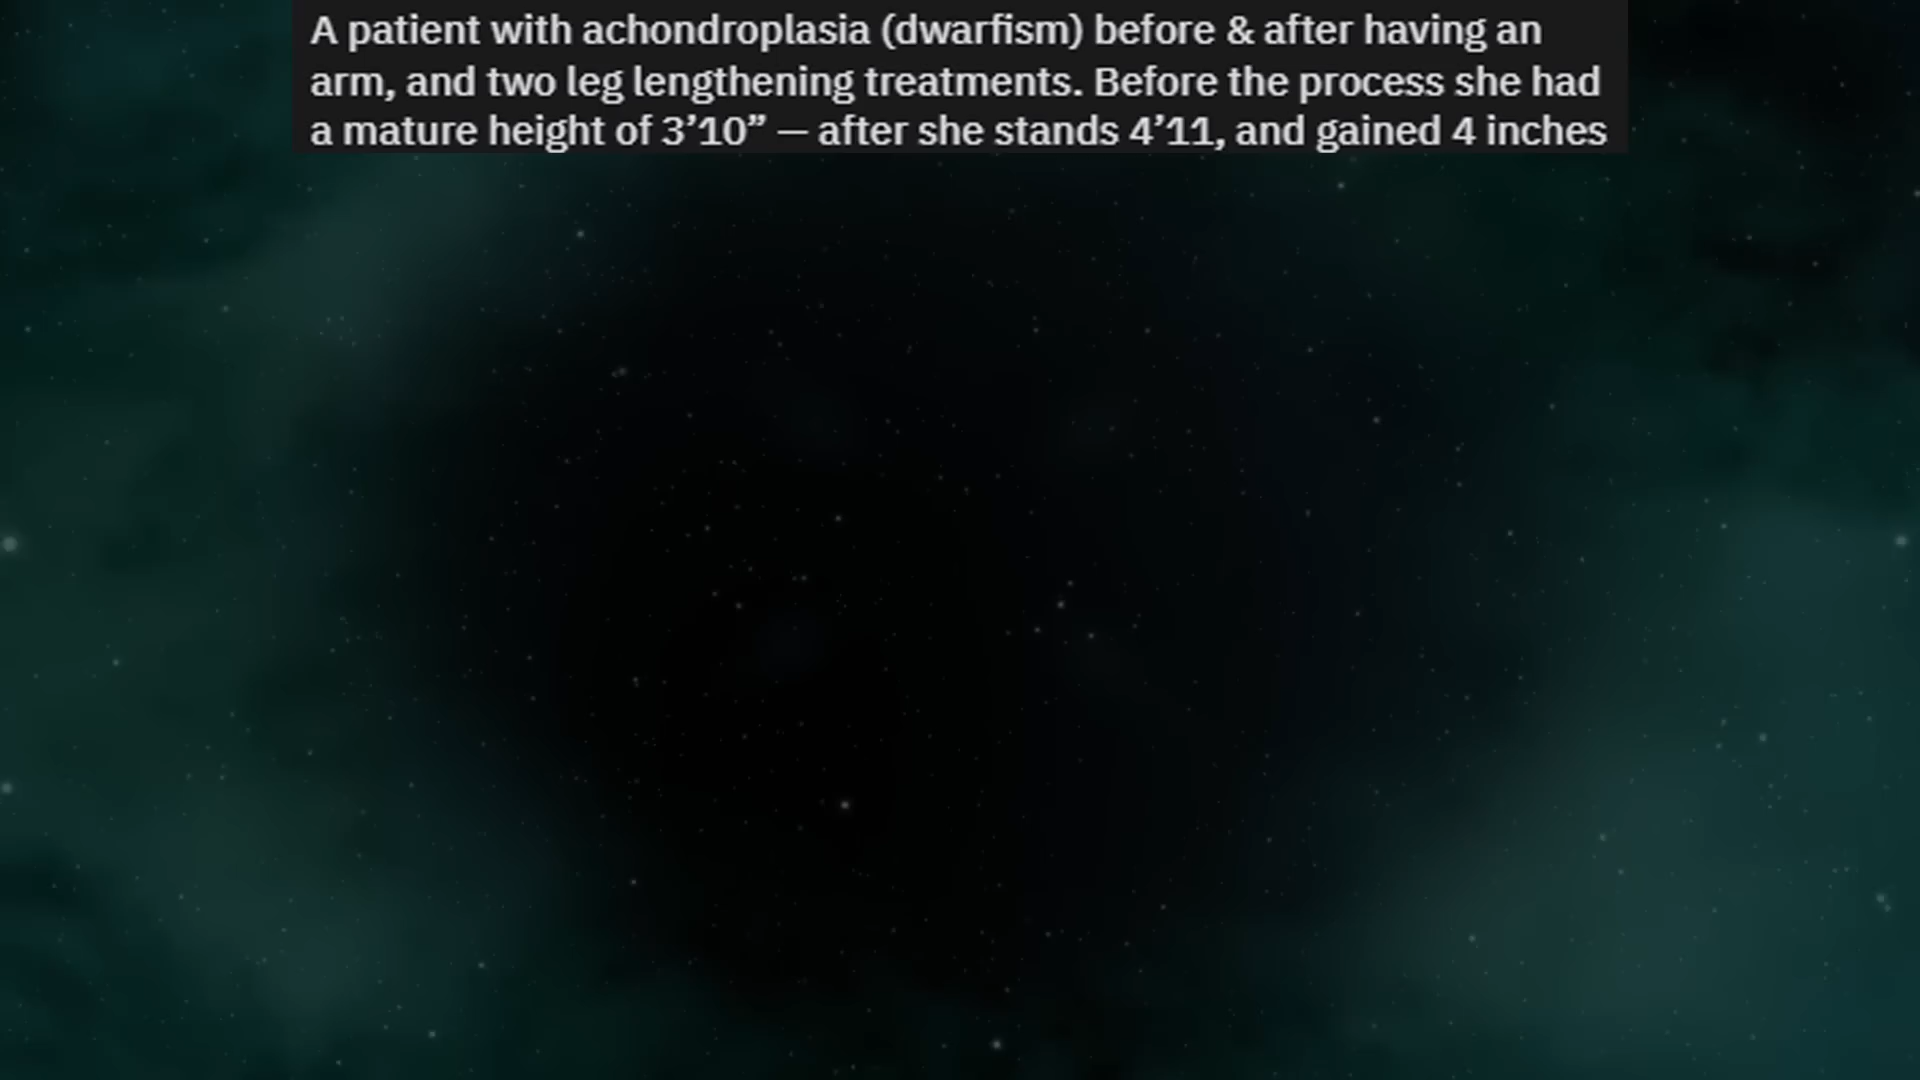 A patient with achondroplasia (dwarfism) before & after having an
arm, and two leg lengthening treatments. Before the process she had
a mature height of 3’10” — after she stands 4’11, and gained 4 inches